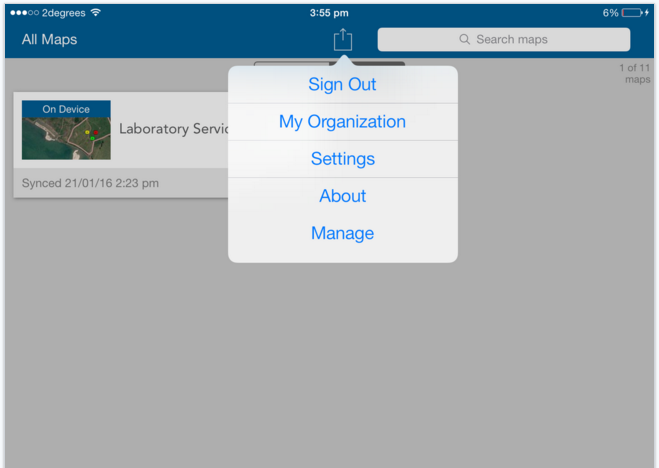 2degrees
3:55 pm
6%
All Maps
Search maps
1 of 11
maps
Sign Out
My Organization
Settings
About
Manage
On Device
Laboratory Servic
Synced 21/01/16 2:23 pm